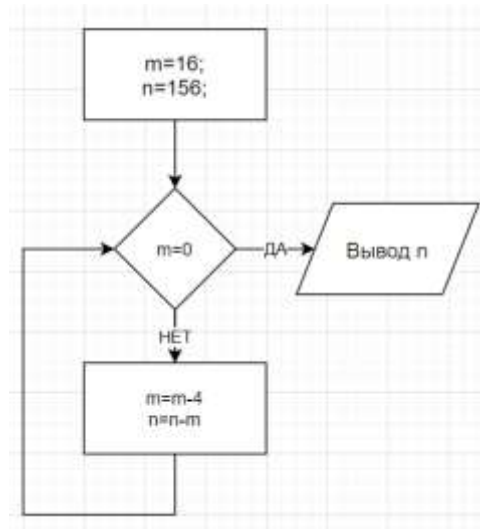 m=16;
n=156;
m=0
ДА
Вывод n
НЕТ
m=m-4
n=n-m